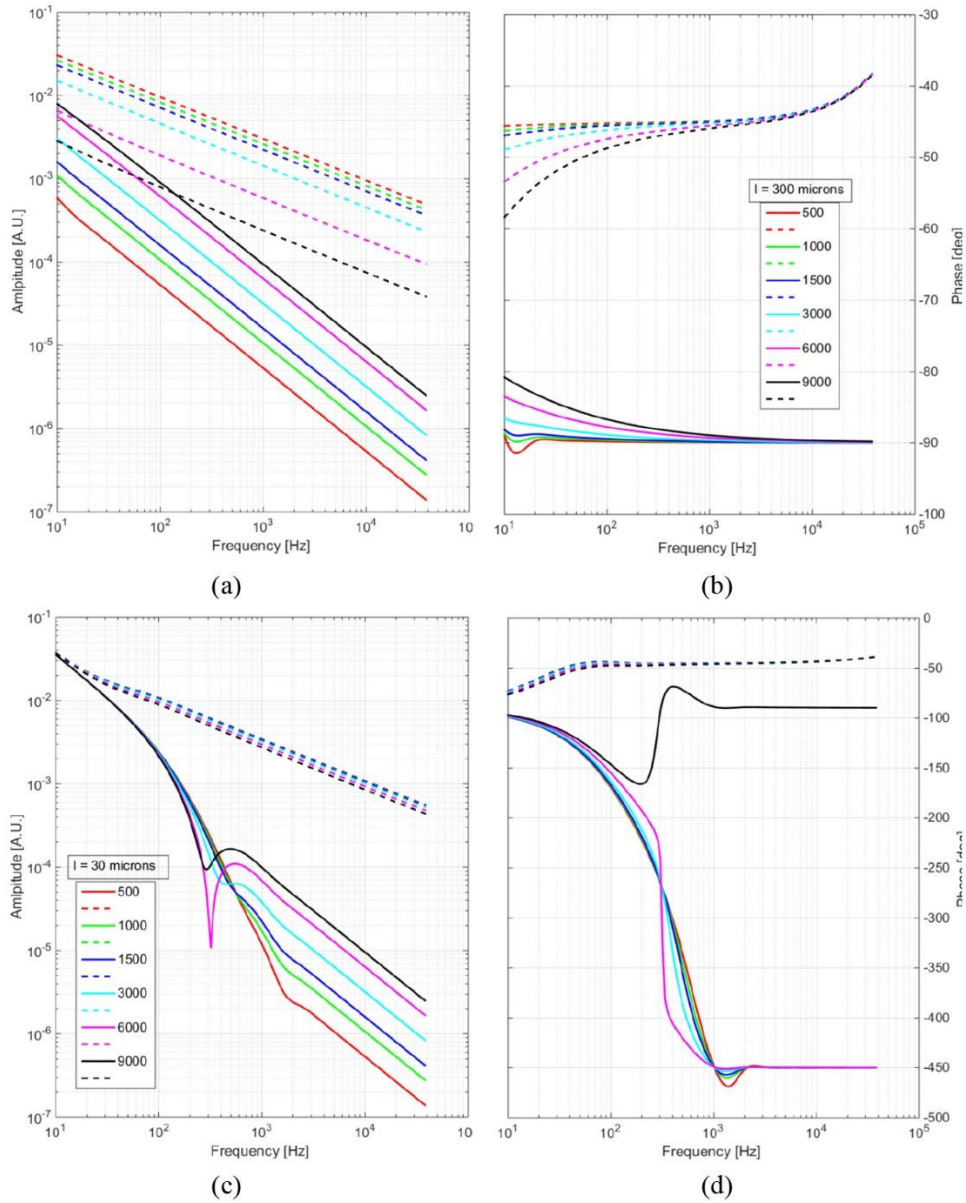 10^-1
10^-2
10^-3
10^-4
10^-5
10^-6
10^-7
Amlpitude [A.U.]
10^1 10^2 10^3 10^4 10
Frequency [Hz]
(a)
-30
-40
-50
-60
-70
-80
-90
-100
Phase [deg]
l = 300 microns
500
1000
1500
3000
6000
9000
10^1 10^2 10^3 10^4 10^5
Frequency [Hz]
(b)
10^-1
10^-2
10^-3
10^-4
10^-5
10^-6
10^-7
Amlpitude [A.U.]
l = 30 microns
500
1000
1500
3000
6000
9000
10^1 10^2 10^3 10^4 10
Frequency [Hz]
(c)
0
-50
-100
-150
-200
-250
-300
-350
-400
-450
-500
Phase [deg]
10^1 10^2 10^3 10^4 10^5
Frequency [Hz]
(d)